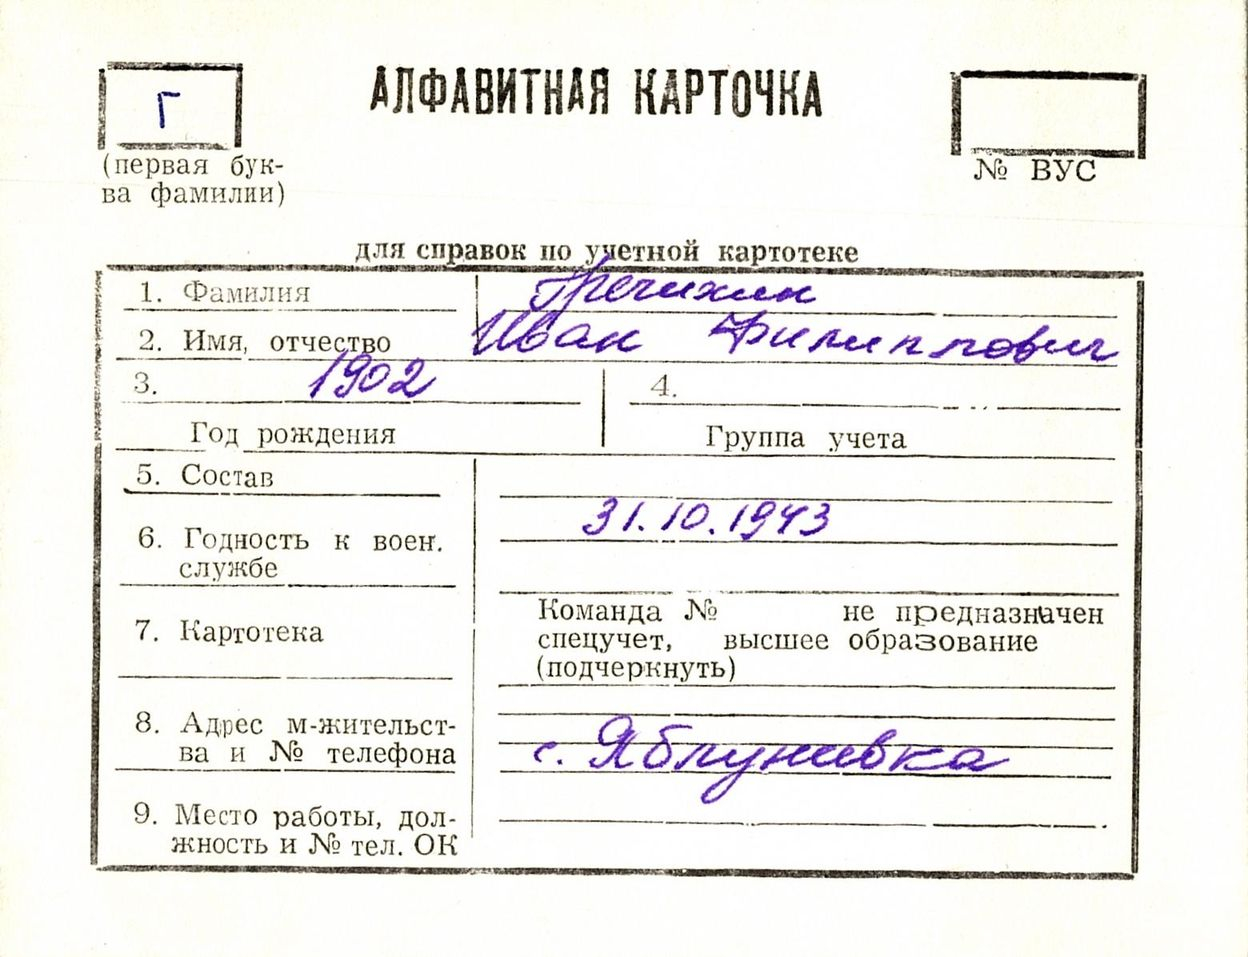 АЛФАВИТНАЯ КАРТОЧКА
Г
(первая бук-
ва фамилии)
№ ВУС
для справок по учетной картотеке
1. Фамилия Гречихин
2. Имя, отчество Иван Филиппович
3. 1902 4.
Год рождения Группа учета
5. Состав
31.10.1943
6. Годность к воен.
службе
7. Картотека
Команда № не предназначен
спецучет, высшее образование
(подчеркнуть)
8. Адрес м-жительст-
ва и № телефона с. Яблунивка
9. Место работы, дол-
жность и № тел. ОК